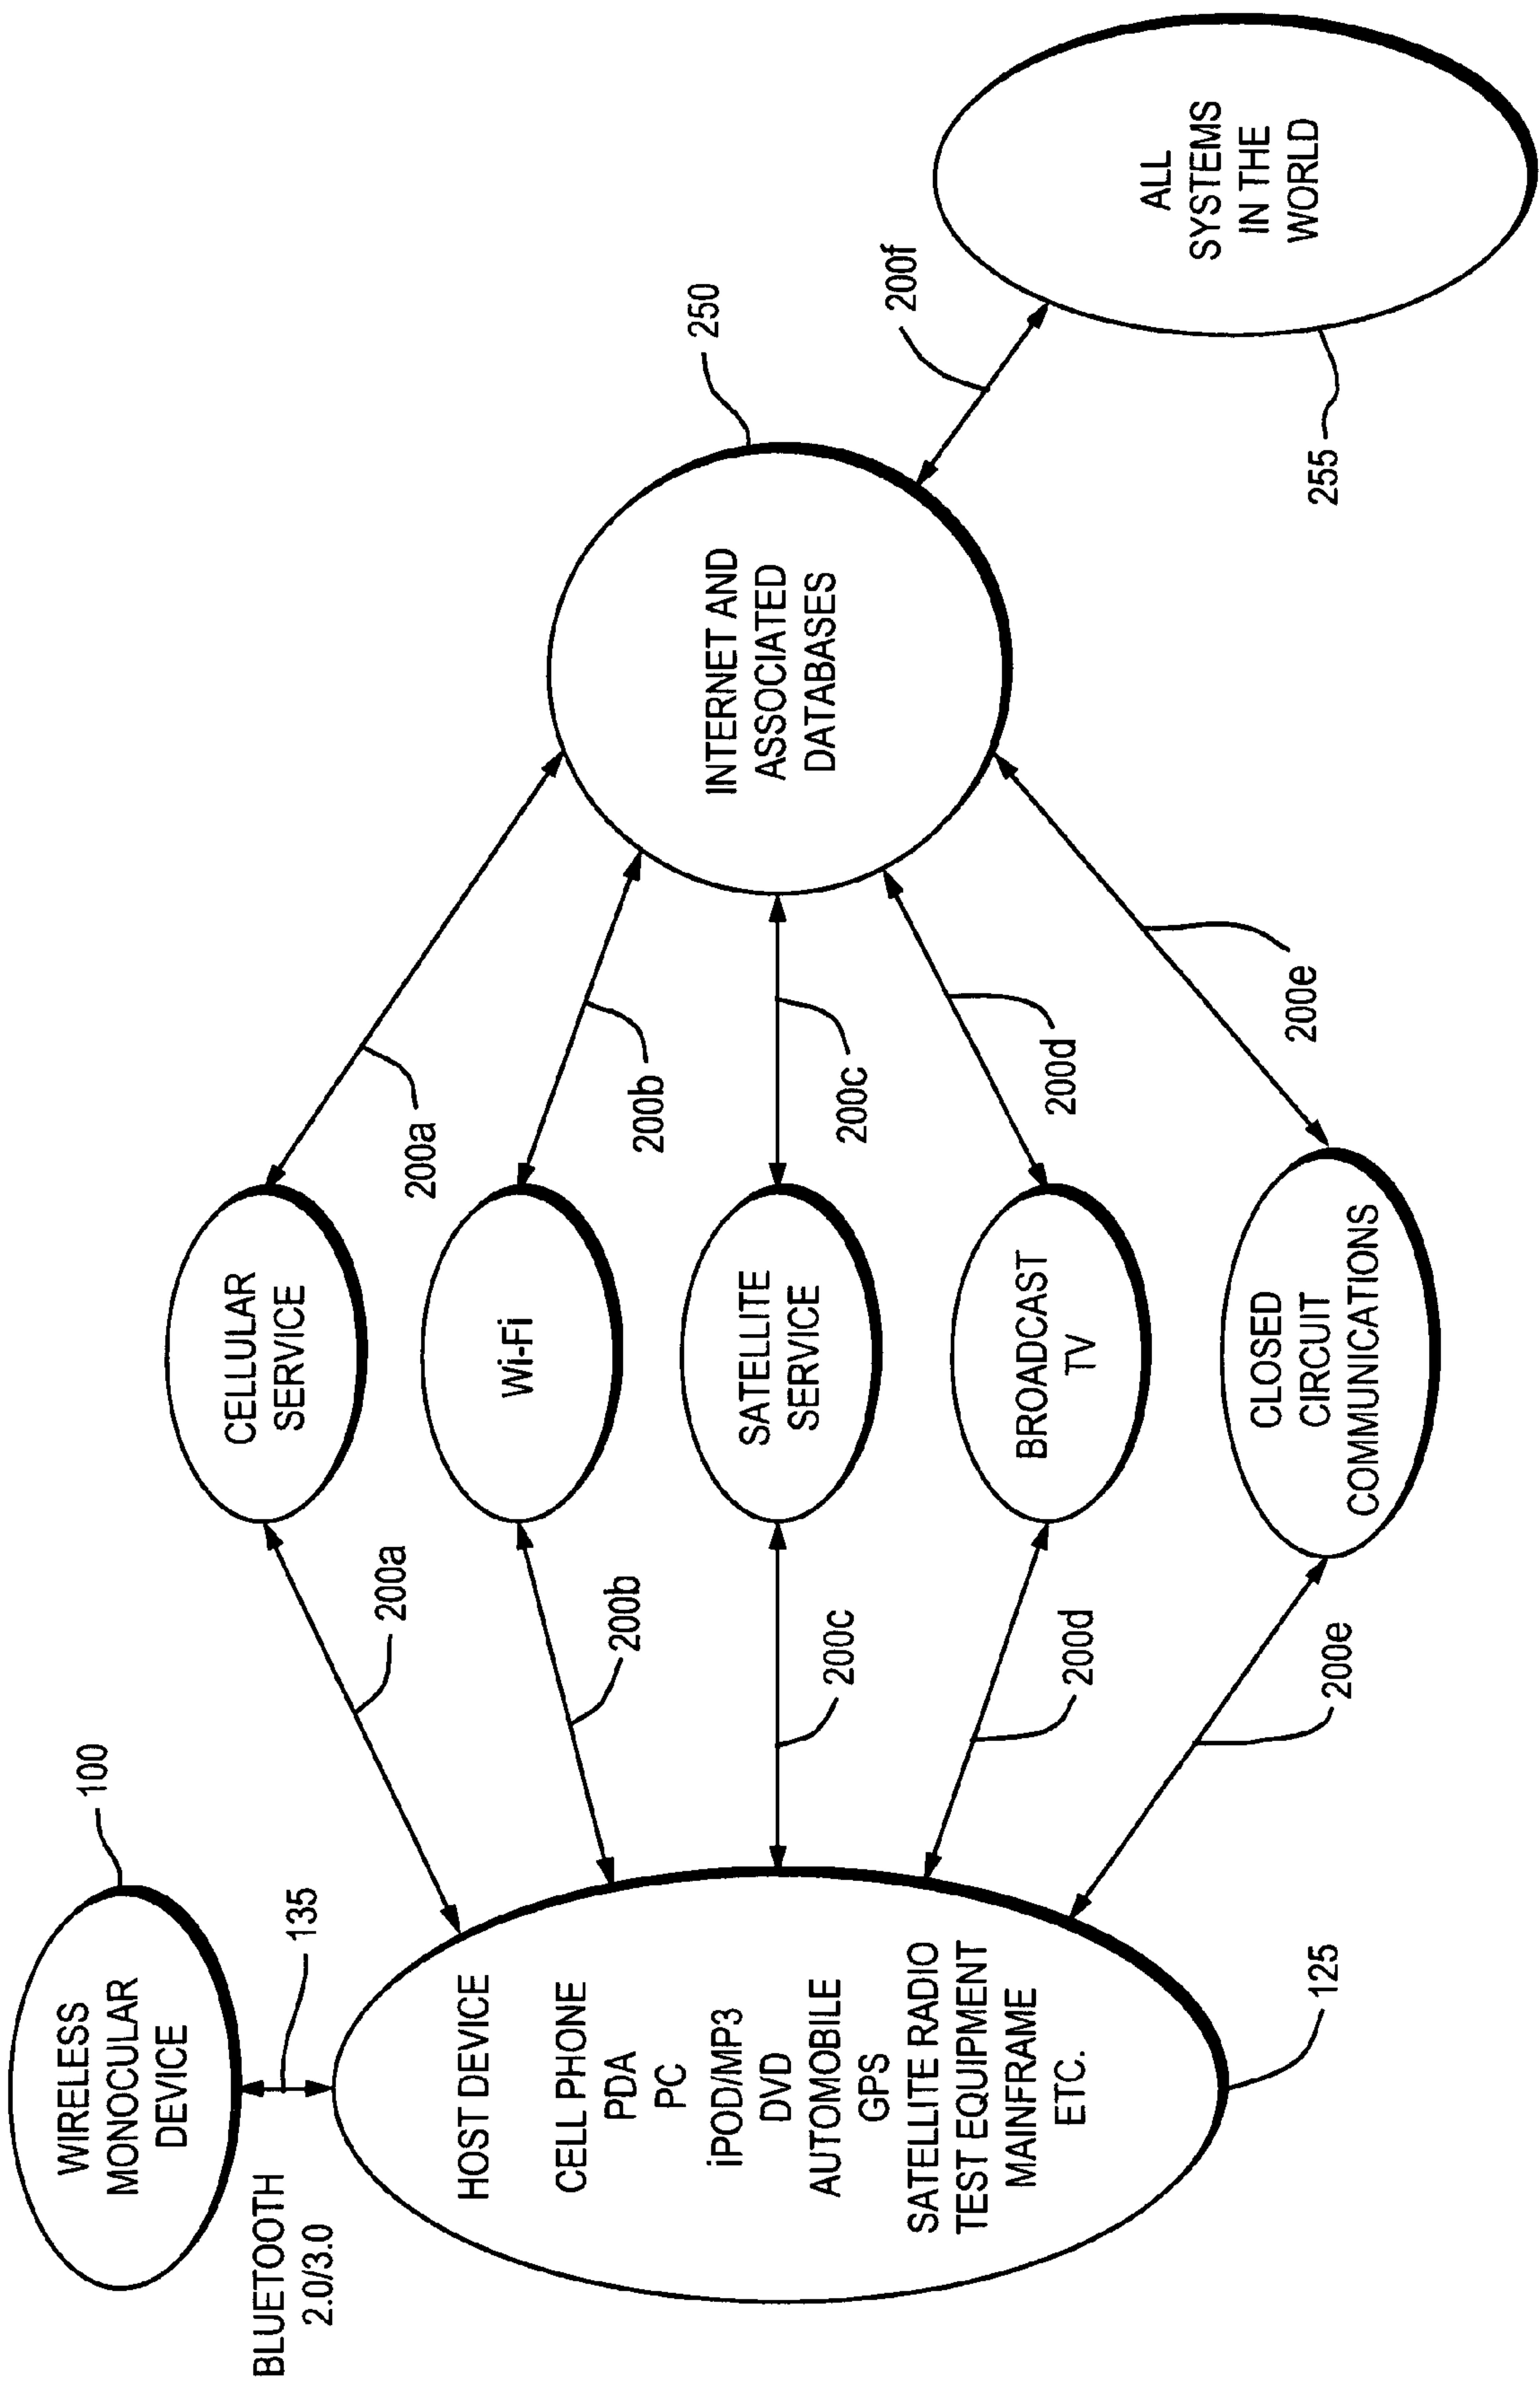 WIRELESS
MONOCULAR
DEVICE
100
BLUETOOTH
2.0/3.0
135
HOST DEVICE
CELL PHONE
PDA
PC
iPOD/MP3
DVD
AUTOMOBILE
GPS
SATELLITE RADIO
TEST EQUIPMENT
MAINFRAME
ETC.
125
200a
200b
200c
200d
200e
CELLULAR
SERVICE
Wi-Fi
SATELLITE
SERVICE
BROADCAST
TV
CLOSED
CIRCUIT
COMMUNICATIONS
200a
200b
200c
200d
200e
INTERNET AND
ASSOCIATED
DATABASES
250
200f
ALL
SYSTEMS
IN THE
WORLD
255